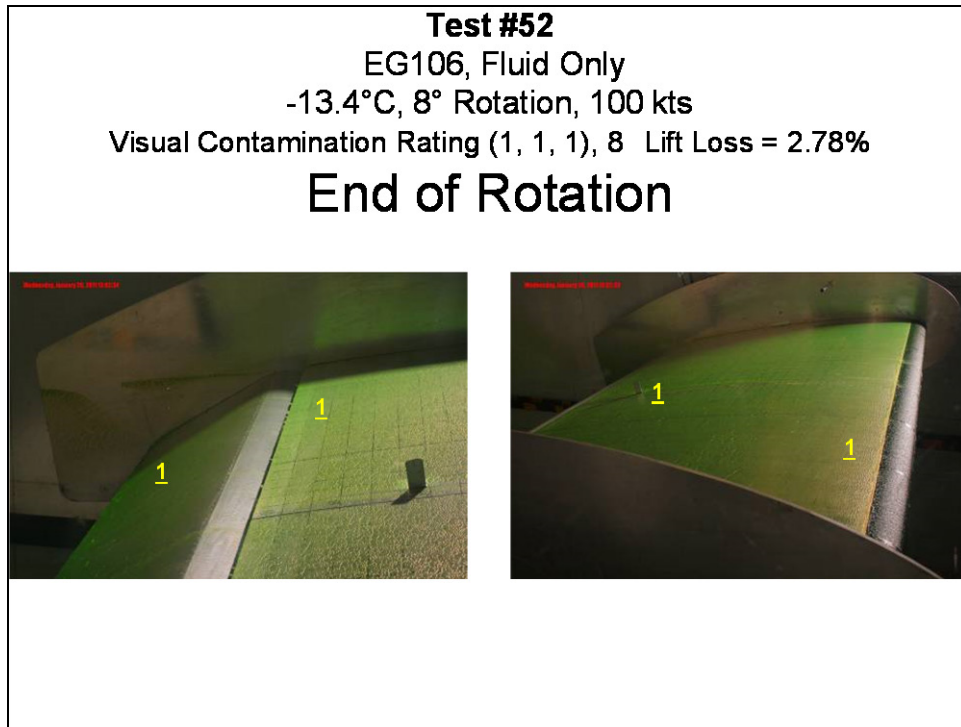 Test #52
EG106, Fluid Only
-13.4°C, 8° Rotation, 100 kts
Visual Contamination Rating (1, 1, 1), 8 Lift Loss = 2.78%
End of Rotation
1
1
1
1